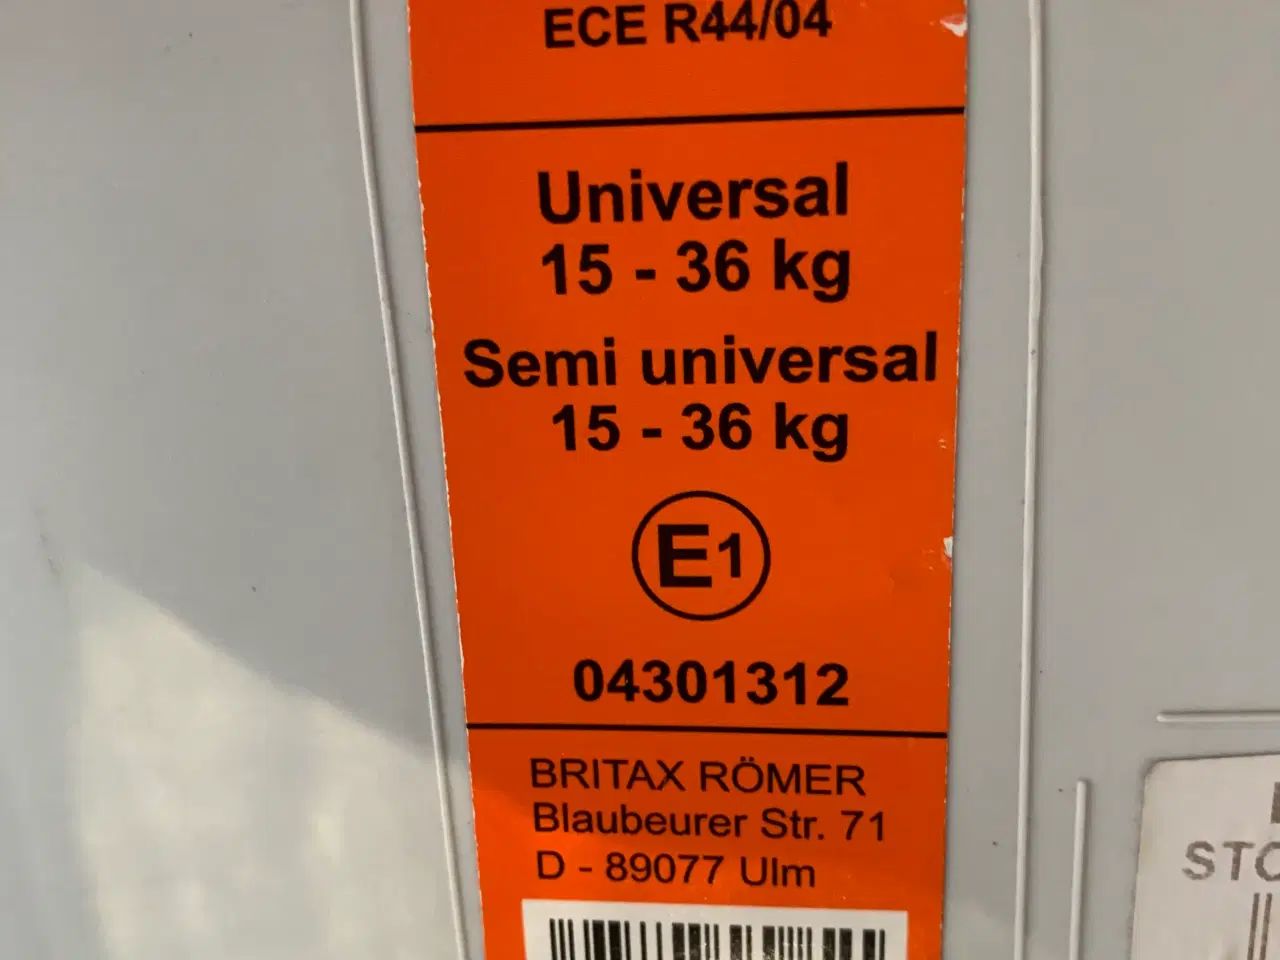 ECE R44/04
Universal
15 - 36 kg
Semi universal
15 - 36 kg
E1
04301312
BRITAX RÖMER
Blaubeurer Str. 71
D - 89077 Ulm